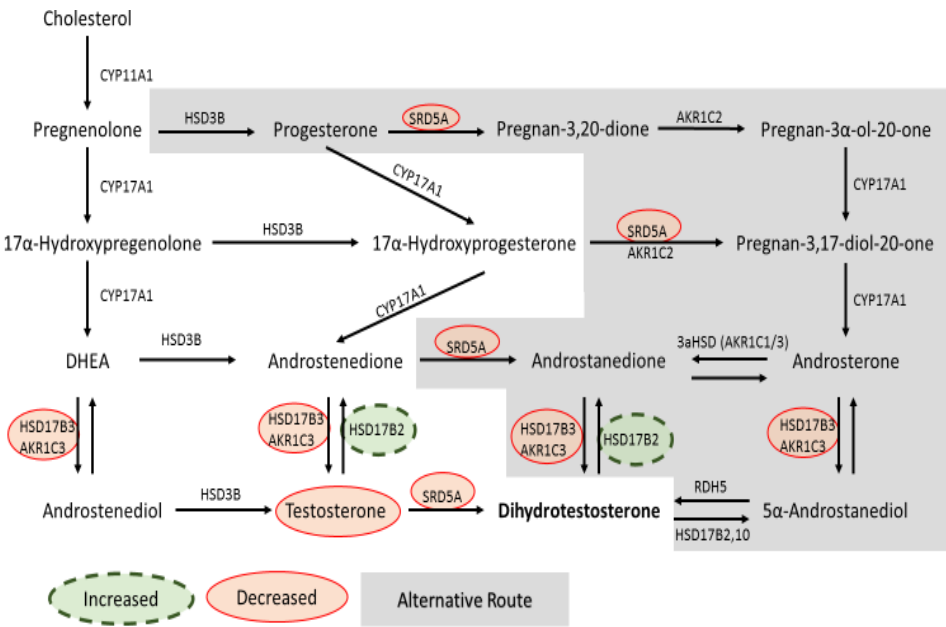 Cholesterol
CYP11A1
HSD3B
SRD5A
AKR1C2
Pregnenolone
Progesterone
Pregnan-3,20-dione
Pregnan-3α-ol-20-one
CYP17A1
CYP17A1
CYP17A1
HSD3B
SRD5A
17α-Hydroxypregenolone
17α-Hydroxyprogesterone
Pregnan-3,17-diol-20-one
AKR1C2
CYP17A1
CYP17A1
CYP17A1
HSD3B
SRD5A
3aHSD (AKR1C1/3)
DHEA
Androstenedione
Androstanedione
Androsterone
HSD17B3
AKR1C3
HSD17B3
AKR1C3
HSD17B2
HSD17B3
AKR1C3
HSD17B2
HSD17B3
AKR1C3
HSD3B
SRD5A
RDH5
Androstenediol
Testosterone
Dihydrotestosterone
5α-Androstanediol
HSD17B2,10
Increased
Decreased
Alternative Route